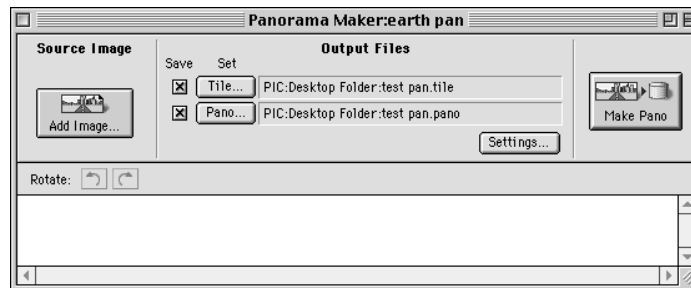 Panorama Maker:earth pan
Source Image
Add Image...
Output Files
Save Set
Tile... PIC:Desktop Folder:test pan.tile
Pano... PIC:Desktop Folder:test pan.pano
Settings...
Make Pano
Rotate: